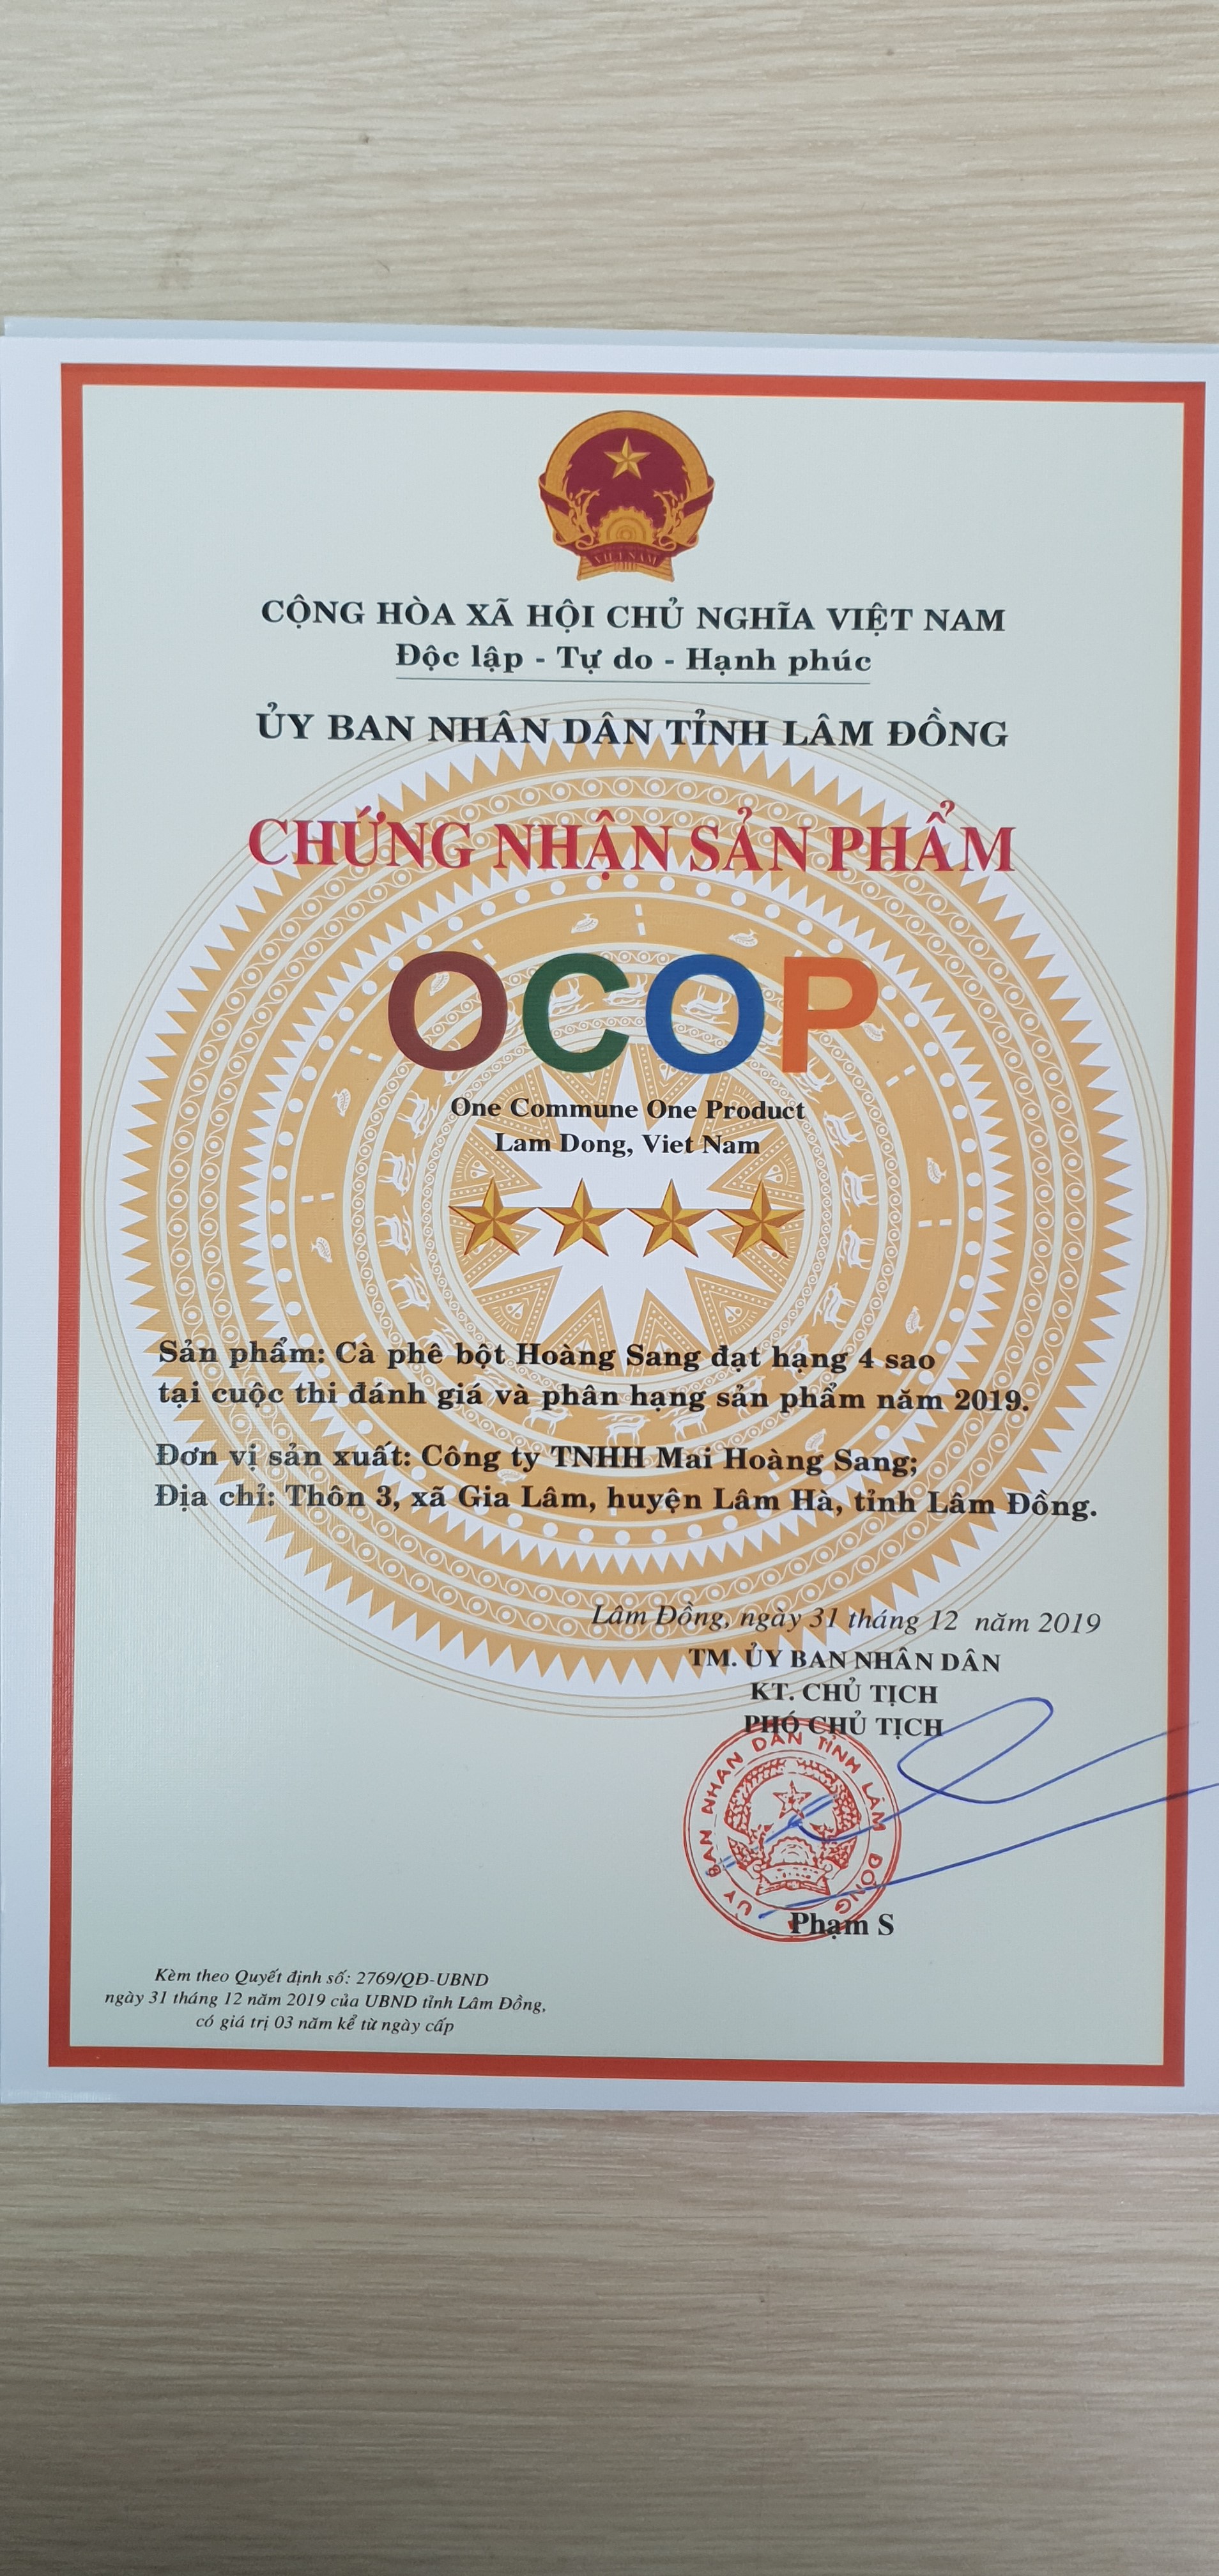 VIỆT NAM
CỘNG HÒA XÃ HỘI CHỦ NGHĨA VIỆT NAM
Độc lập - Tự do - Hạnh phúc
ỦY BAN NHÂN DÂN TỈNH LÂM ĐỒNG
CHỨNG NHẬN SẢN PHẨM
OCOP
One Commune One Product
Lam Dong, Viet Nam
Sản phẩm: Cà phê bột Hoàng Sang đạt hạng 4 sao
tại cuộc thi đánh giá và phân hạng sản phẩm năm 2019.
Đơn vị sản xuất: Công ty TNHH Mai Hoàng Sang;
Địa chỉ: Thôn 3, xã Gia Lâm, huyện Lâm Hà, tỉnh Lâm Đồng.
Lâm Đồng, ngày 31 tháng 12 năm 2019
TM. ỦY BAN NHÂN DÂN
KT. CHỦ TỊCH
PHÓ CHỦ TỊCH
ỦY BAN NHÂN DÂN TỈNH LÂM ĐỒNG
Phạm S
Kèm theo Quyết định số: 2769/QĐ-UBND
ngày 31 tháng 12 năm 2019 của UBND tỉnh Lâm Đồng,
có giá trị 03 năm kể từ ngày cấp